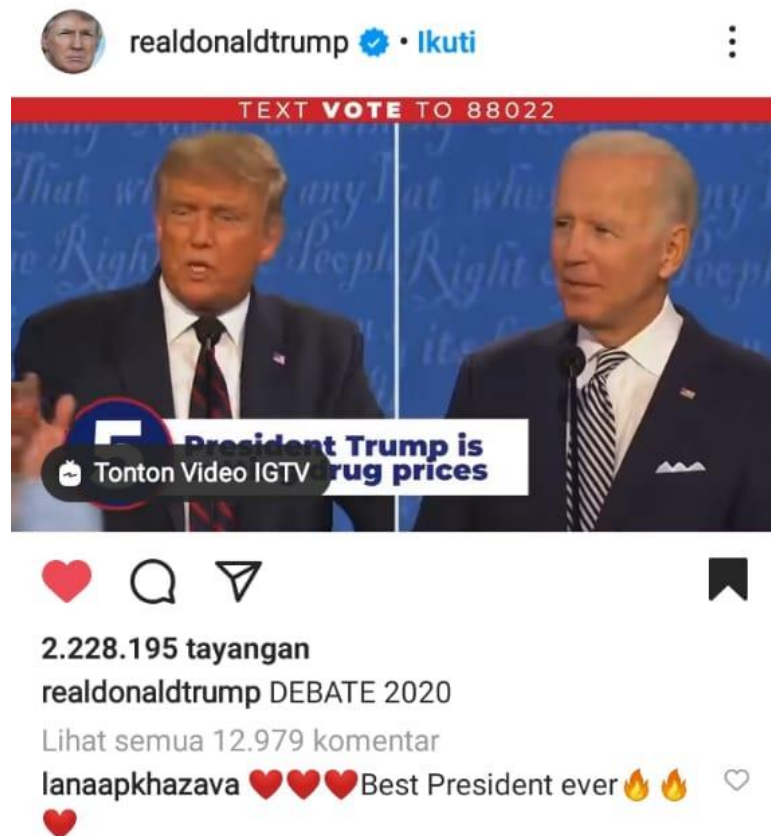 realdonaldtrump • Ikuti
TEXT VOTE TO 88022
5
President Trump is
rug prices
Tonton Video IGTV
2.228.195 tayangan
realdonaldtrump DEBATE 2020
Lihat semua 12.979 komentar
lanaapkhazava ❤️❤️❤️Best President ever🔥🔥
❤️